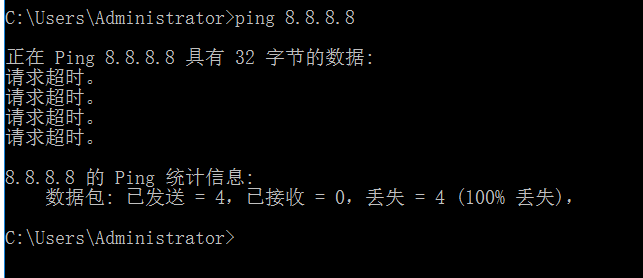 C:\Users\Administrator>ping 8.8.8.8
正在 Ping 8.8.8.8 具有 32 字节的数据:
请求超时。
请求超时。
请求超时。
请求超时。
8.8.8.8 的 Ping 统计信息:
数据包: 已发送 = 4，已接收 = 0，丢失 = 4 (100% 丢失)，
C:\Users\Administrator>